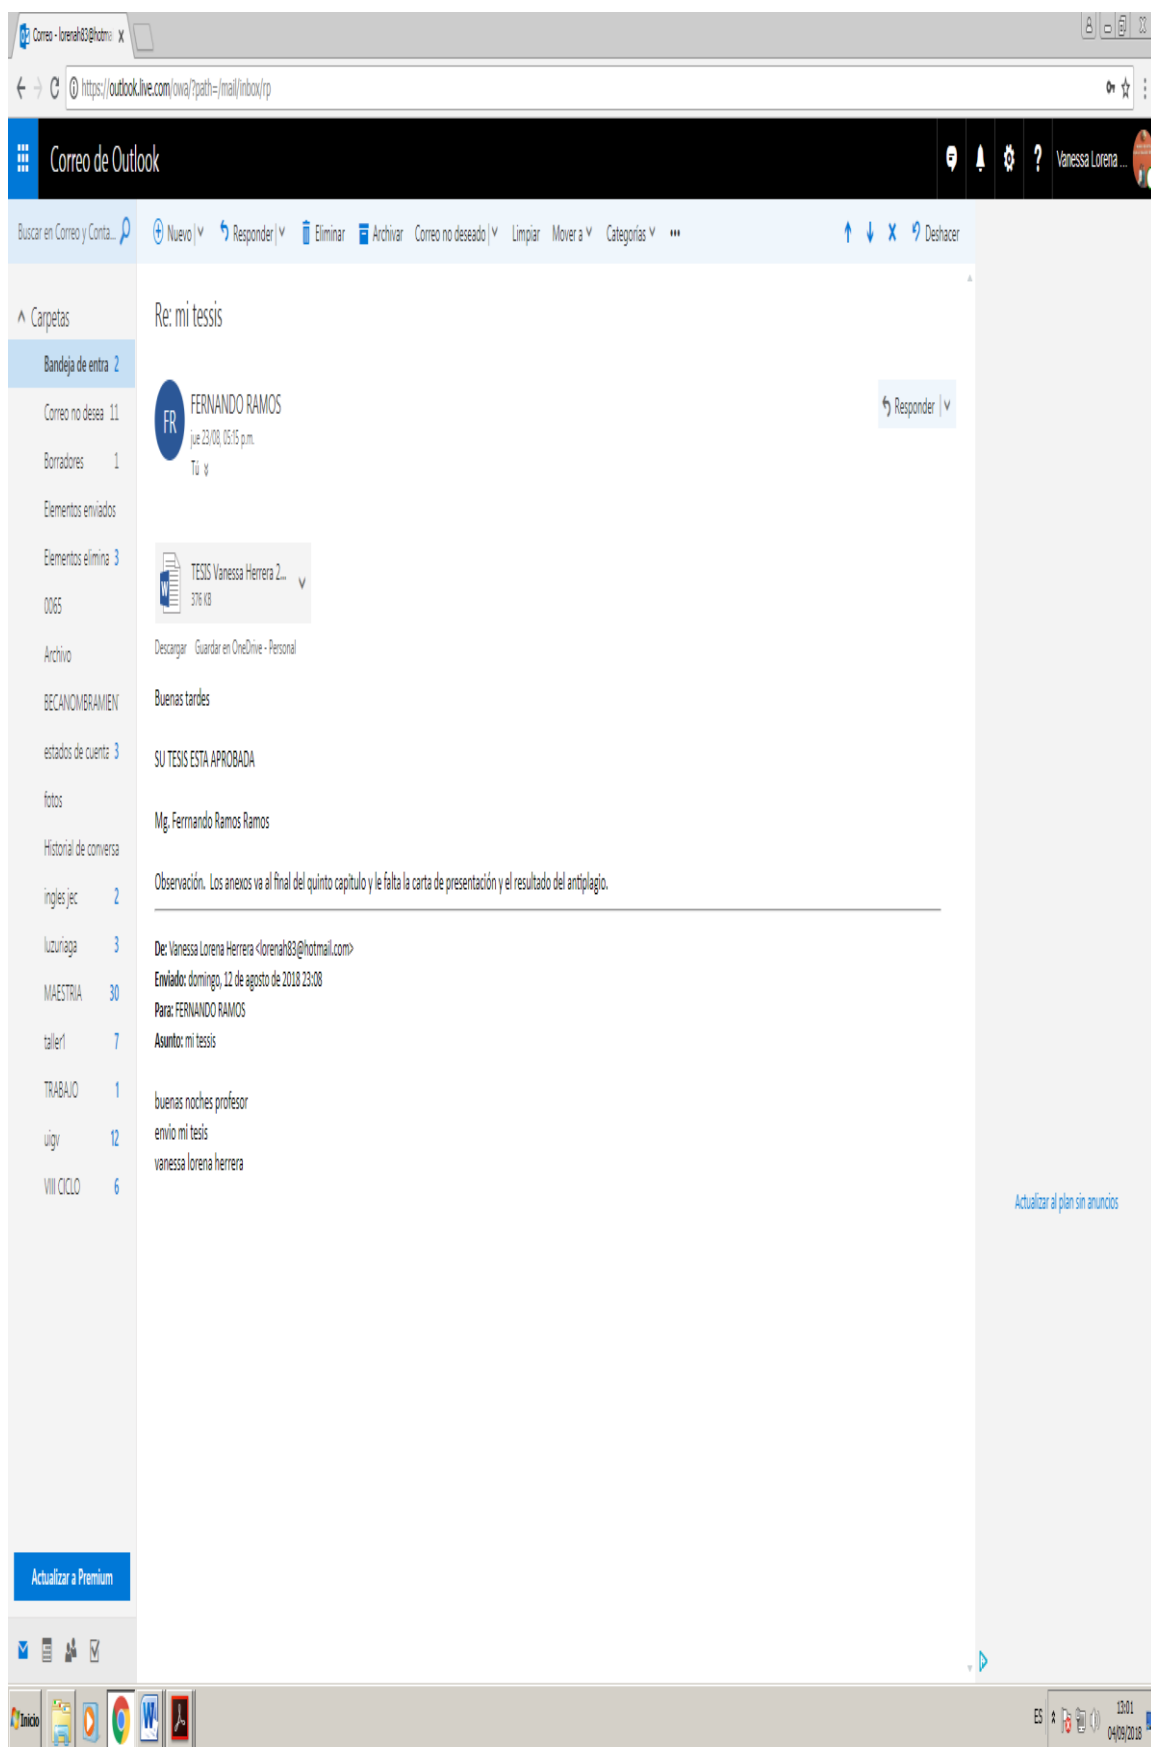 Correo - lorenah83@hotma
https://outlook.live.com/owa/?path=/mail/inbox/rp
Correo de Outlook
Vanessa Lorena ...
Buscar en Correo y Conta...
Nuevo
Responder
Eliminar
Archivar
Correo no deseado
Limpiar
Mover a
Categorías
Deshacer
Carpetas
Bandeja de entra 2
Correo no desea 11
Borradores 1
Elementos enviados
Elementos elimina 3
0065
Archivo
BECANOMBRAMIEN
estados de cuenta 3
fotos
Historial de conversa
ingles jec 2
luzuriaga 3
MAESTRIA 30
taller1 7
TRABAJO 1
uigv 12
VIII CICLO 6
Actualizar a Premium
Re: mi tessis
FR
FERNANDO RAMOS
jue 23/08, 05:15 p.m.
Tú
Responder
TESIS Vanessa Herrera 2...
376 KB
Descargar Guardar en OneDrive - Personal
Buenas tardes
SU TESIS ESTA APROBADA
Mg. Ferrnando Ramos Ramos
Observación. Los anexos va al final del quinto capítulo y le falta la carta de presentación y el resultado del antiplagio.
De: Vanessa Lorena Herrera <lorenah83@hotmail.com>
Enviado: domingo, 12 de agosto de 2018 23:08
Para: FERNANDO RAMOS
Asunto: mi tessis
buenas noches profesor
envio mi tesis
vanessa lorena herrera
Actualizar al plan sin anuncios
Inicio
ES
13:01
04/09/2018